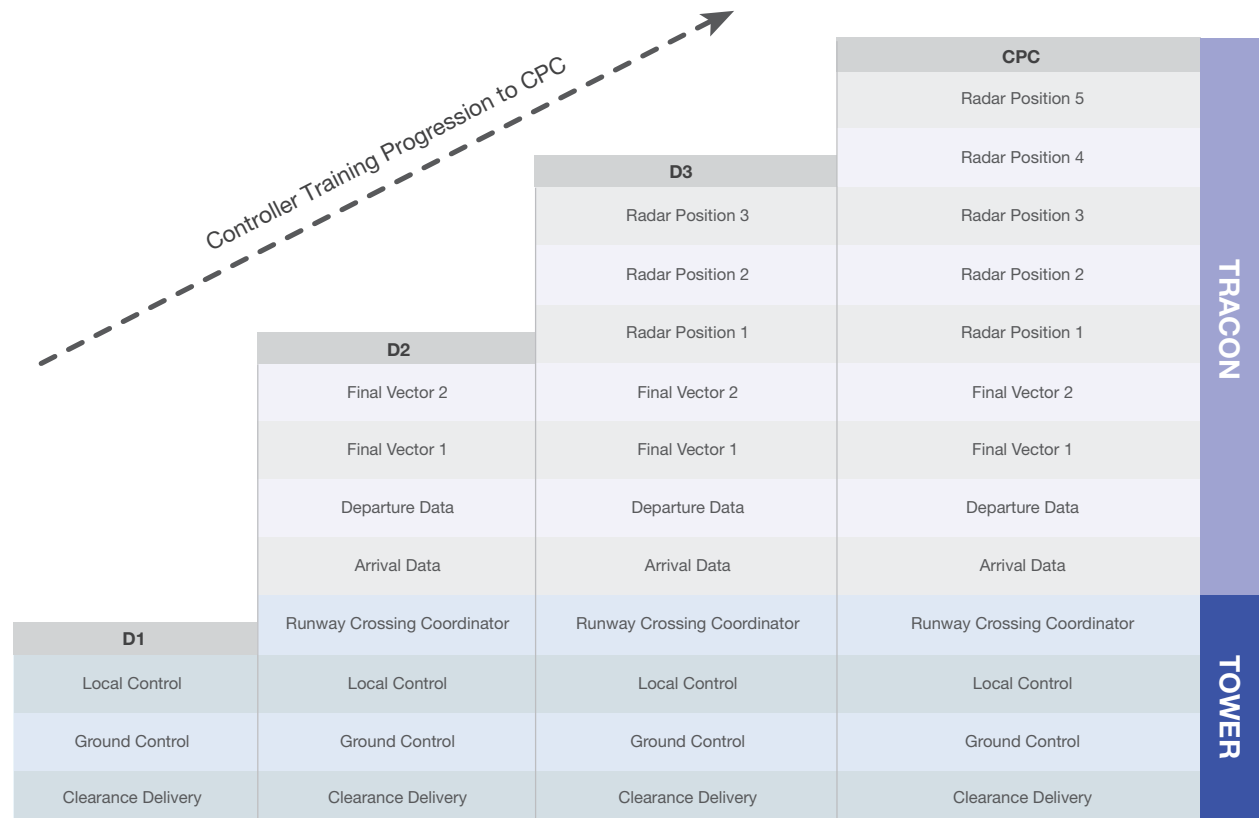 Controller Training Progression to CPC
CPC
Radar Position 5
Radar Position 4
D3
Radar Position 3
Radar Position 3
Radar Position 2
Radar Position 2
Radar Position 1
Radar Position 1
D2
Final Vector 2
Final Vector 2
Final Vector 2
Final Vector 1
Final Vector 1
Final Vector 1
Departure Data
Departure Data
Departure Data
Arrival Data
Arrival Data
Arrival Data
TRACON
D1
Runway Crossing Coordinator
Runway Crossing Coordinator
Runway Crossing Coordinator
Local Control
Local Control
Local Control
Local Control
Ground Control
Ground Control
Ground Control
Ground Control
Clearance Delivery
Clearance Delivery
Clearance Delivery
Clearance Delivery
TOWER